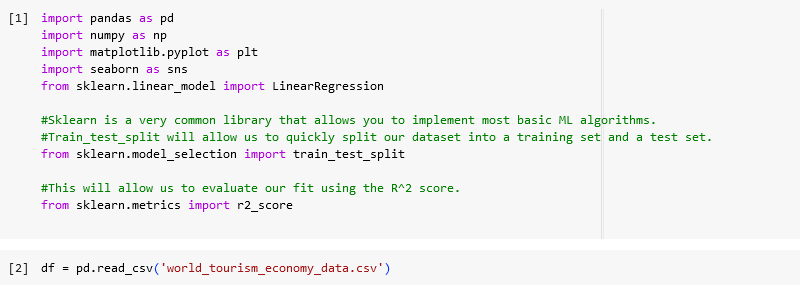 [1] import pandas as pd
import numpy as np
import matplotlib.pyplot as plt
import seaborn as sns
from sklearn.linear_model import LinearRegression
#Sklearn is a very common library that allows you to implement most basic ML algorithms.
#Train_test_split will allow us to quickly split our dataset into a training set and a test set.
from sklearn.model_selection import train_test_split
#This will allow us to evaluate our fit using the R^2 score.
from sklearn.metrics import r2_score
[2] df = pd.read_csv('world_tourism_economy_data.csv')